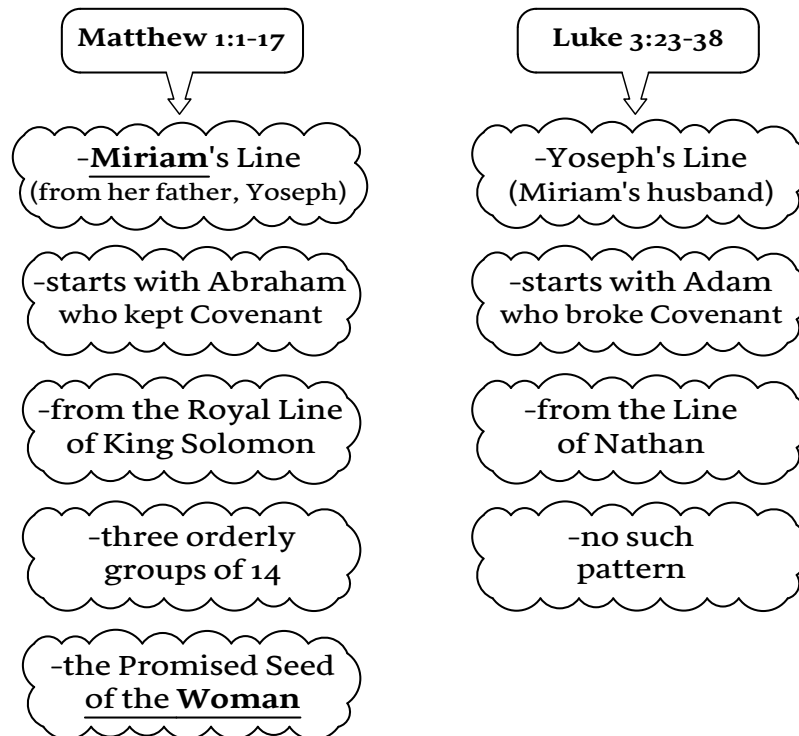 Matthew 1:1-17
-Miriam's Line
(from her father, Yoseph)
-starts with Abraham
who kept Covenant
-from the Royal Line
of King Solomon
-three orderly
groups of 14
-the Promised Seed
of the Woman
Luke 3:23-38
-Yoseph's Line
(Miriam's husband)
-starts with Adam
who broke Covenant
-from the Line
of Nathan
-no such
pattern